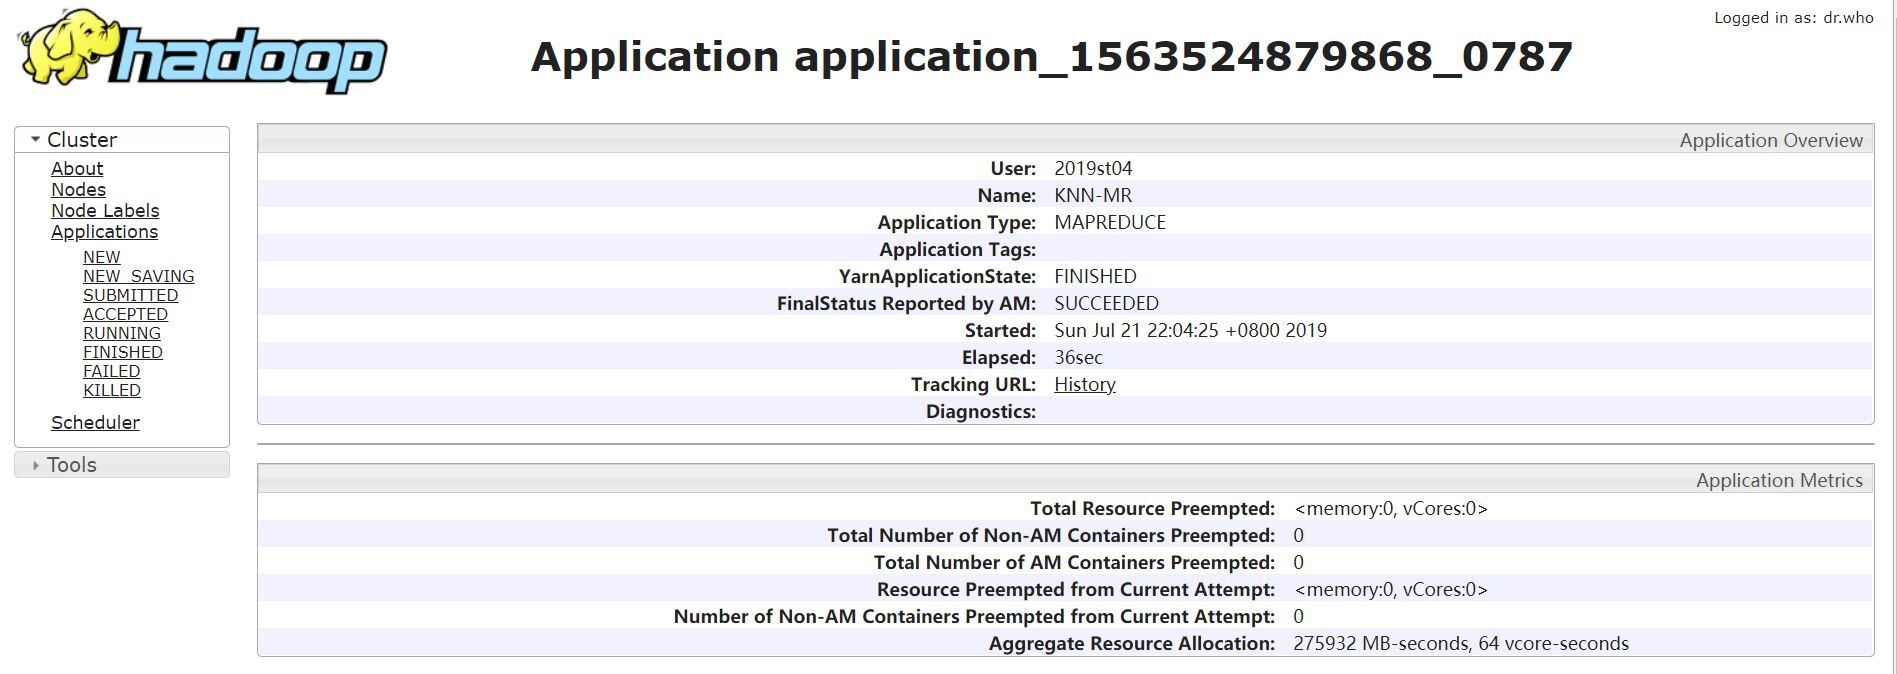 Logged in as: dr.who
hadoop
Application application_1563524879868_0787
Cluster
About
Nodes
Node Labels
Applications
NEW
NEW_SAVING
SUBMITTED
ACCEPTED
RUNNING
FINISHED
FAILED
KILLED
Scheduler
Tools
Application Overview
User: 2019st04
Name: KNN-MR
Application Type: MAPREDUCE
Application Tags:
YarnApplicationState: FINISHED
FinalStatus Reported by AM: SUCCEEDED
Started: Sun Jul 21 22:04:25 +0800 2019
Elapsed: 36sec
Tracking URL: History
Diagnostics:
Application Metrics
Total Resource Preempted: <memory:0, vCores:0>
Total Number of Non-AM Containers Preempted: 0
Total Number of AM Containers Preempted: 0
Resource Preempted from Current Attempt: <memory:0, vCores:0>
Number of Non-AM Containers Preempted from Current Attempt: 0
Aggregate Resource Allocation: 275932 MB-seconds, 64 vcore-seconds